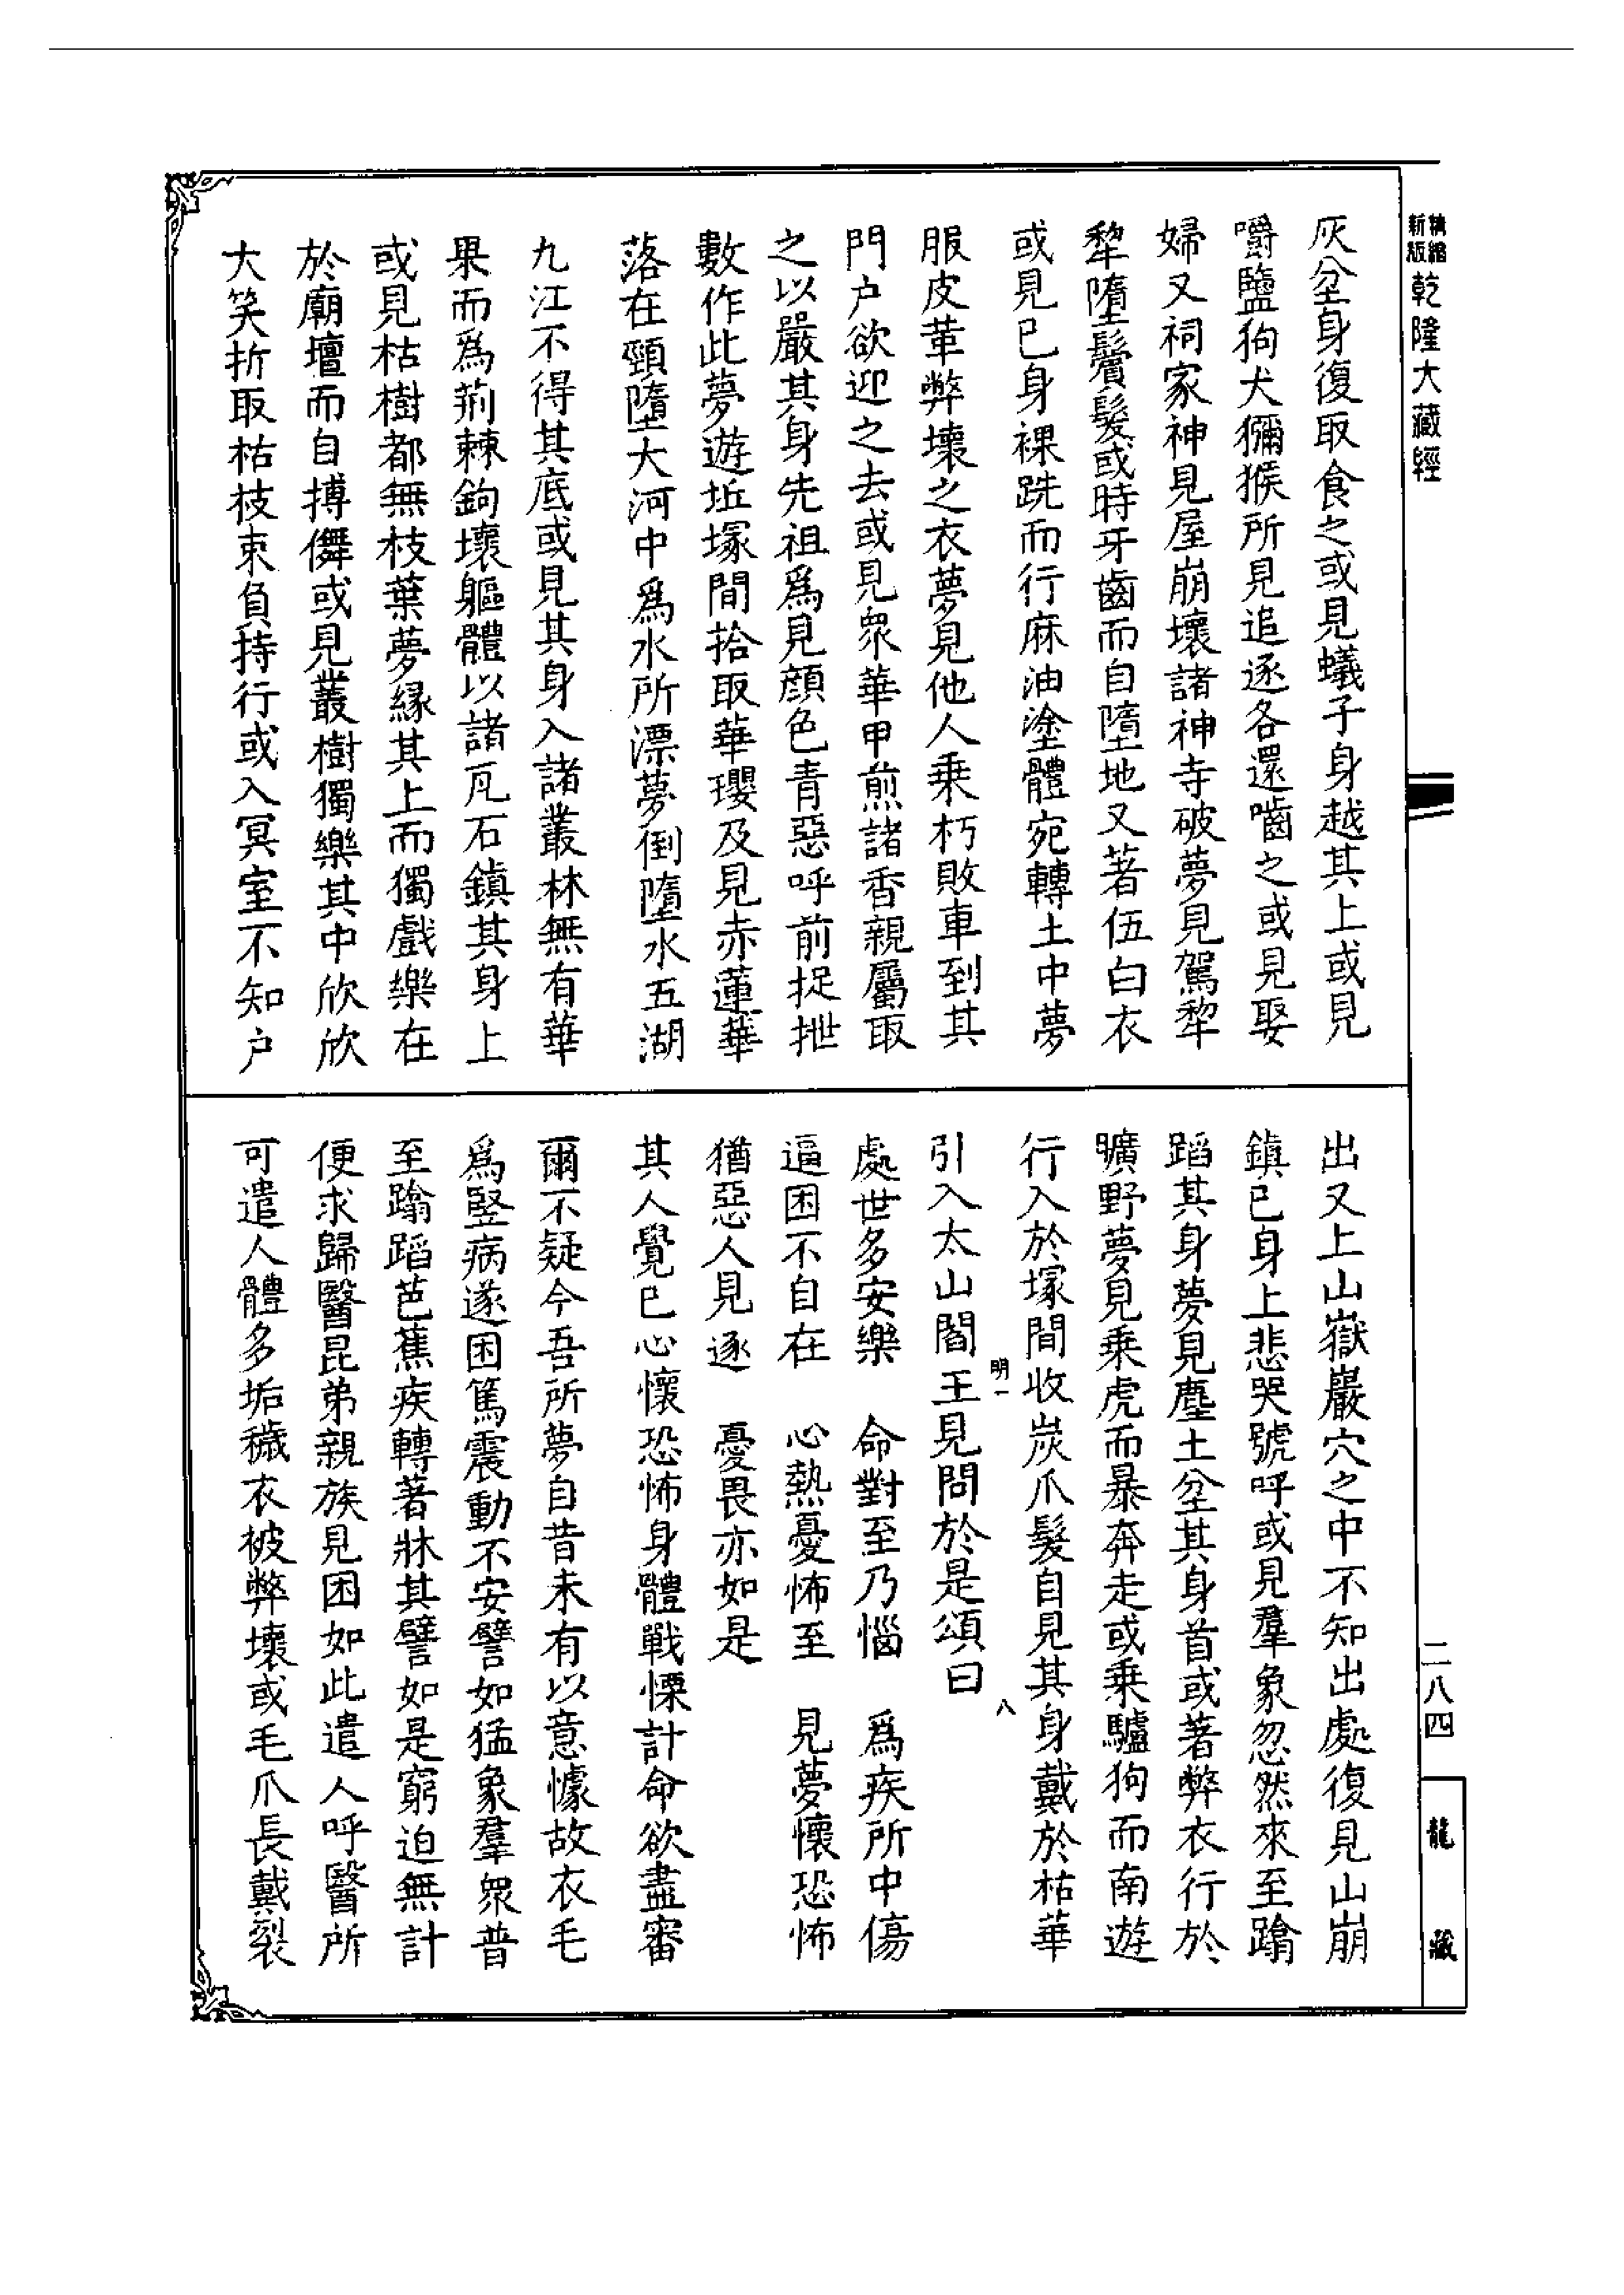 精縮新版乾隆大藏經
灰坌身復取食之或見蟻子身越其上或見
嚼鹽狗犬獼猴所見追逐各還嚙之或見娶
婦又祠家神見屋崩壞諸神寺破夢見駕犂
犂墮鬚髮或時牙齒而自墮地又著伍白衣
或見已身裸跣而行麻油塗體宛轉土中夢
服皮革弊壞之衣夢見他人乗朽敗車到其
門户欲迎之去或見衆華甲煎諸香親屬取
之以嚴其身先祖爲見顔色青惡呼前捉抴
數作此夢遊坵塚間拾取華瓔及見赤蓮華
落在頸墮大河中爲水所漂夢倒墮水五湖
九江不得其底或見其身入諸叢林無有華
果而爲荊棘鉤壞軀體以諸瓦石鎮其身上
或見枯樹都無枝葉夢緣其上而獨戲樂在
於廟壇而自搏儛或見叢樹獨樂其中欣欣
大笑折取枯枝束負持行或入冥室不知户
出又上山嶽巖穴之中不知出處復見山崩
鎮已身上悲哭號呼或見羣象忽然來至蹹
蹈其身夢見塵土坌其身首或著弊衣行於
曠野夢見乗虎而暴奔走或乗驢狗而南遊
行入於塚間收炭爪髮自見其身戴於枯華
明一 八
引入太山閻王見問於是頌曰
處世多安樂 命對至乃惱 爲疾所中傷
逼困不自在 心熱憂怖至 見夢懷恐怖
猶惡人見逐 憂畏亦如是
其人覺已心懷恐怖身體戰慄計命欲盡審
爾不疑今吾所夢自昔未有以意懅故衣毛
爲竪病遂困篤震動不安譬如猛象羣衆普
至蹹蹈芭蕉疾轉著牀其譬如是窮迫無計
便求歸醫昆弟親族見困如此遣人呼醫所
可遣人體多垢穢衣被弊壞或毛爪長戴裂
二八四
龍藏